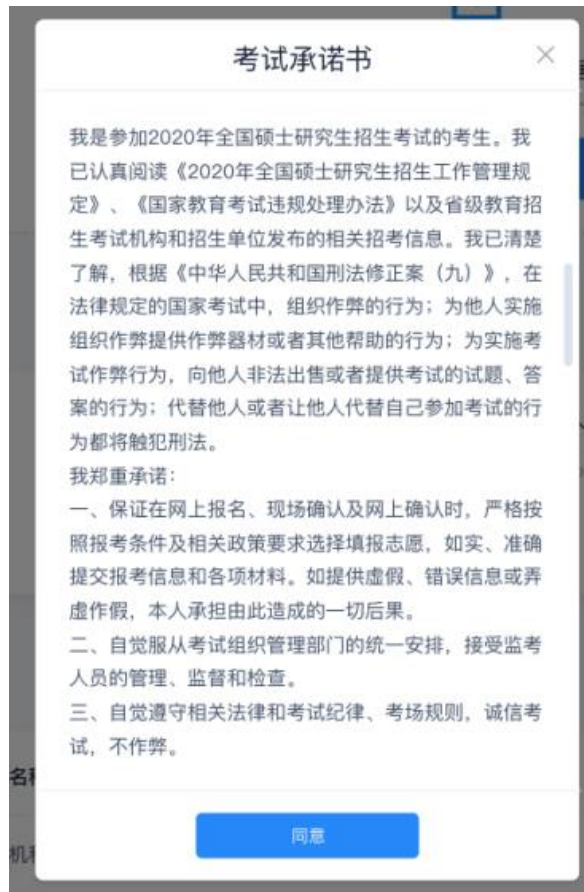 考试承诺书
我是参加2020年全国硕士研究生招生考试的考生。我
已认真阅读《2020年全国硕士研究生招生工作管理规
定》、《国家教育考试违规处理办法》以及省级教育招
生考试机构和招生单位发布的相关招考信息。我已清楚
了解，根据《中华人民共和国刑法修正案（九）》，在
法律规定的国家考试中，组织作弊的行为；为他人实施
组织作弊提供作弊器材或者其他帮助的行为；为实施考
试作弊行为，向他人非法出售或者提供考试的试题、答
案的行为；代替他人或者让他人代替自己参加考试的行
为都将触犯刑法。
我郑重承诺：
一、保证在网上报名、现场确认及网上确认时，严格按
照报考条件及相关政策要求选择填报志愿，如实、准确
提交报考信息和各项材料。如提供虚假、错误信息或弄
虚作假，本人承担由此造成的一切后果。
二、自觉服从考试组织管理部门的统一安排，接受监考
人员的管理、监督和检查。
三、自觉遵守相关法律和考试纪律、考场规则，诚信考
试，不作弊。
同意